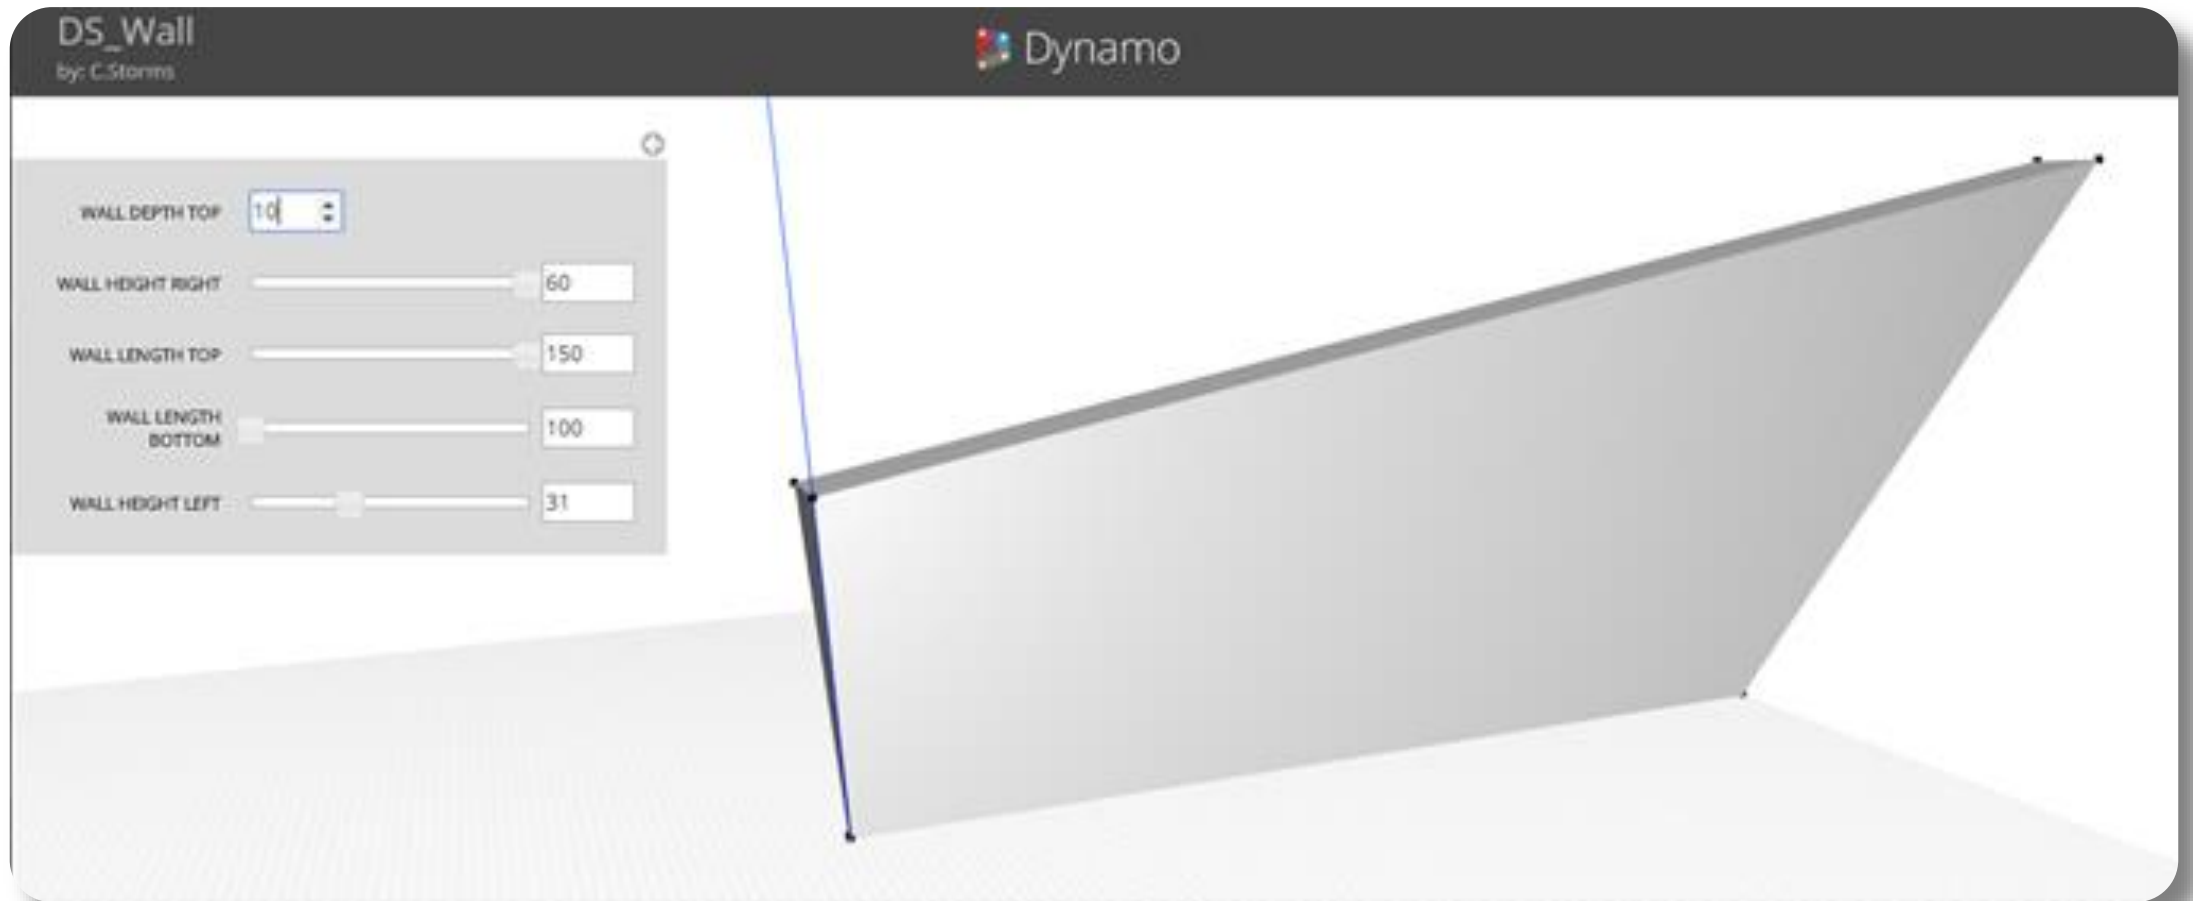 DS_Wall
by: C.Storms
Dynamo
WALL DEPTH TOP 10
WALL HEIGHT RIGHT 60
WALL LENGTH TOP 150
WALL LENGTH
BOTTOM 100
WALL HEIGHT LEFT 31